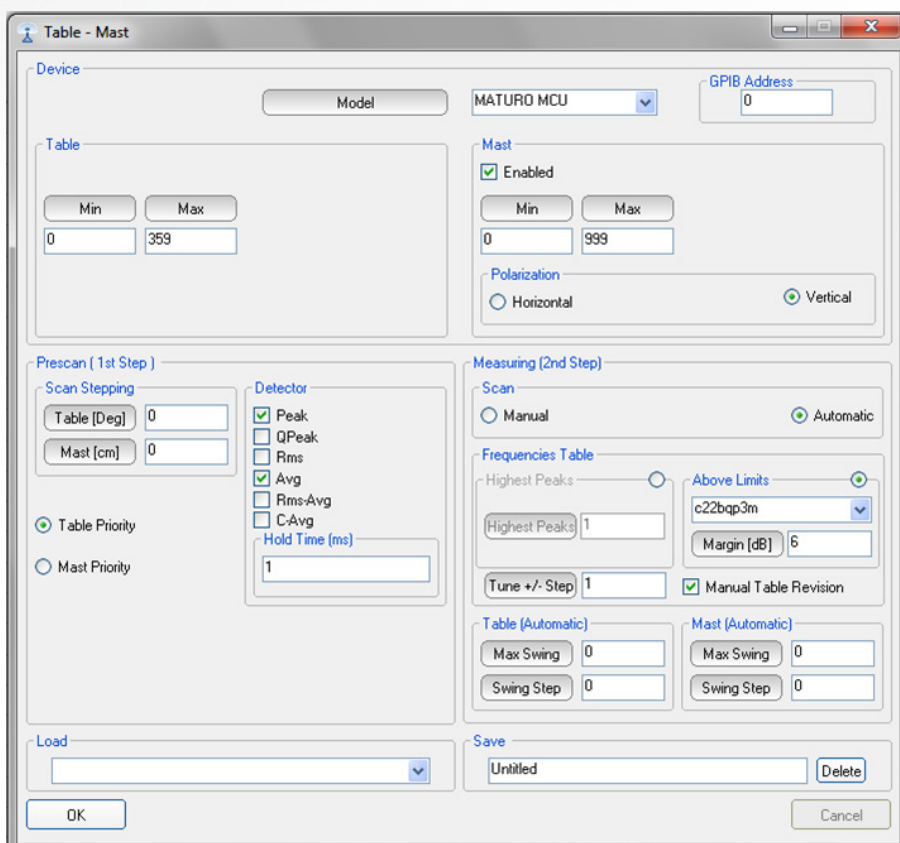 Table - Mast
Device
Model
MATURO MCU
GPIB Address
0
Table
Min
Max
0
359
Mast
Enabled
Min
Max
0
999
Polarization
Horizontal
Vertical
Prescan ( 1st Step )
Scan Stepping
Table [Deg]
0
Mast [cm]
0
Table Priority
Mast Priority
Detector
Peak
QPeak
Rms
Avg
Rms-Avg
C-Avg
Hold Time (ms)
1
Measuring (2nd Step)
Scan
Manual
Automatic
Frequencies Table
Highest Peaks
Highest Peaks
1
Above Limits
c22bqp3m
Margin [dB]
6
Tune +/- Step
1
Manual Table Revision
Table (Automatic)
Max Swing
0
Swing Step
0
Mast (Automatic)
Max Swing
0
Swing Step
0
Load
Save
Untitled
Delete
OK
Cancel